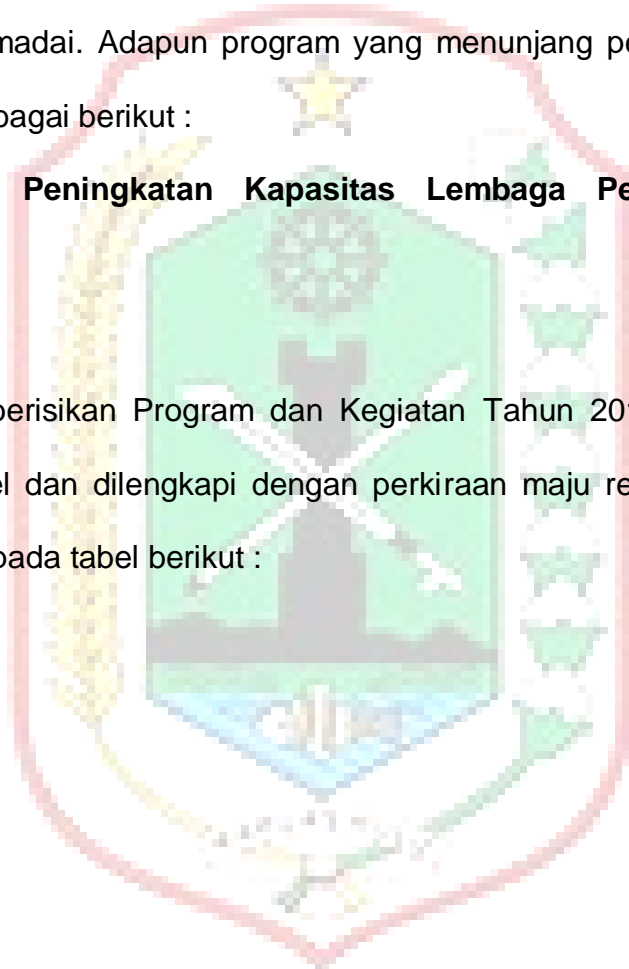 madai. Adapun program yang menunjang pe
bagai berikut :
Peningkatan Kapasitas Lembaga Pe
berisikan Program dan Kegiatan Tahun 201
el dan dilengkapi dengan perkiraan maju re
pada tabel berikut :